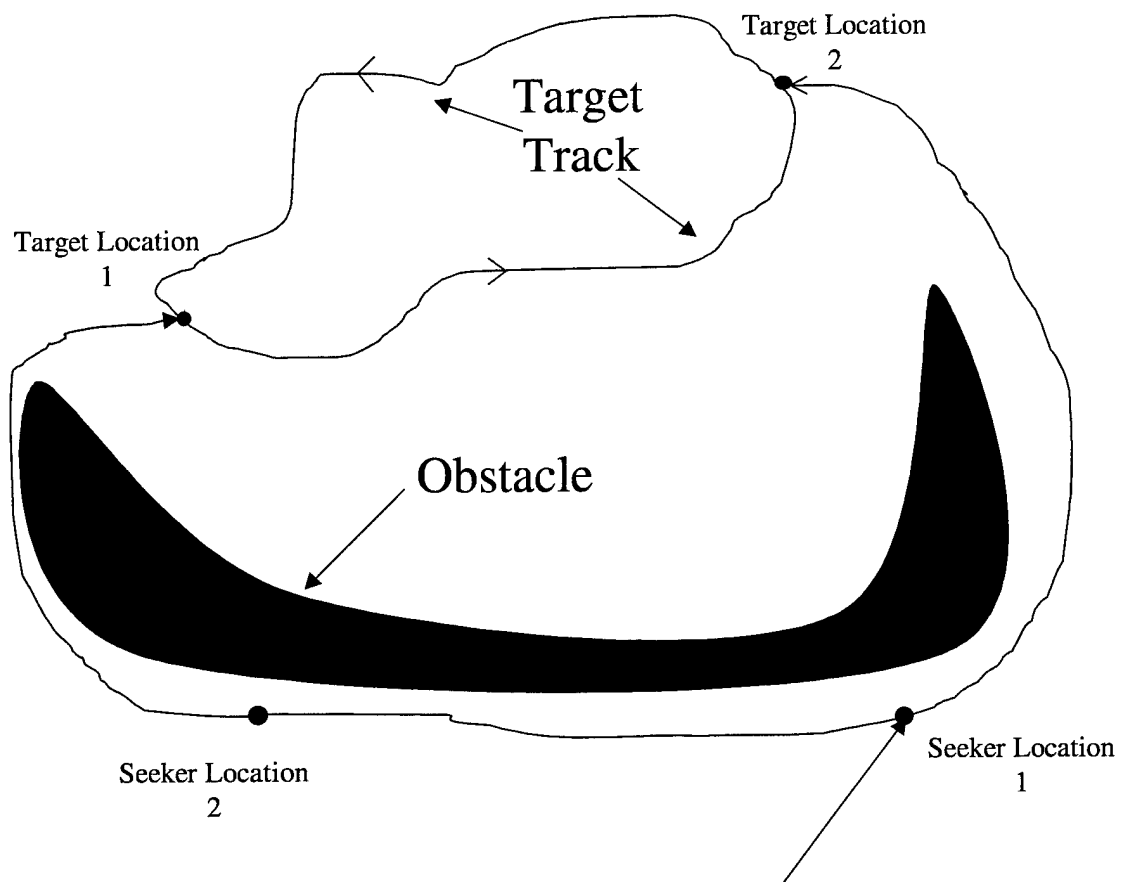 Target Location
2
Target
Track
Target Location
1
Obstacle
Seeker Location
1
Seeker Location
2